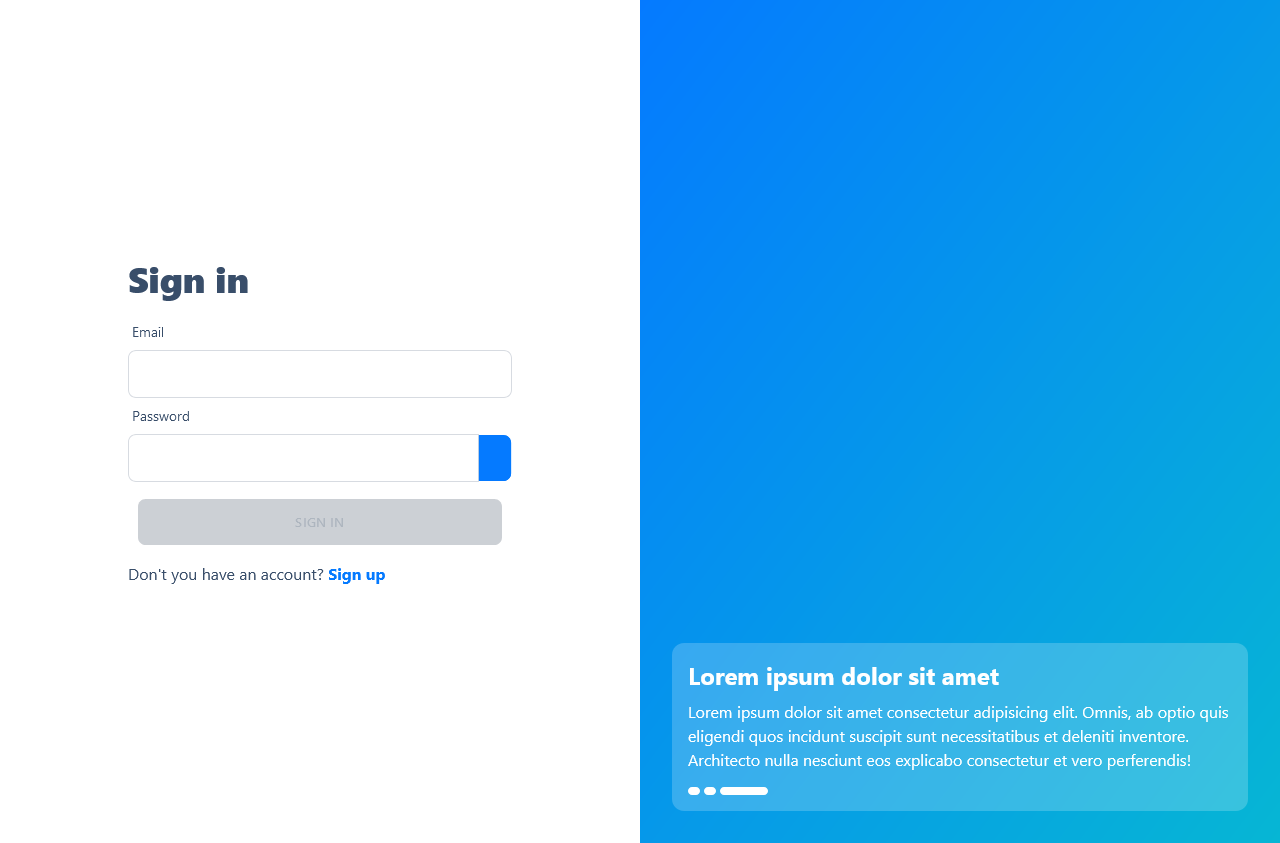 Sign in
Email
Password
SIGN IN
Don't you have an account? Sign up
Lorem ipsum dolor sit amet
Lorem ipsum dolor sit amet consectetur adipisicing elit. Omnis, ab optio quis
eligendi quos incidunt suscipit sunt necessitatibus et deleniti inventore.
Architecto nulla nesciunt eos explicabo consectetur et vero perferendis!